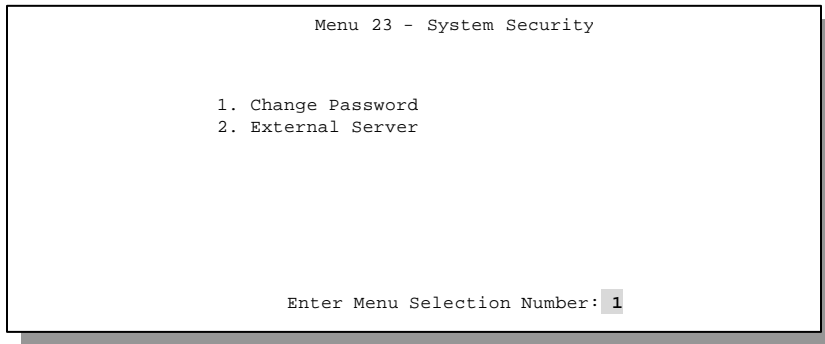 Menu 23 - System Security
1. Change Password
2. External Server
Enter Menu Selection Number: 1